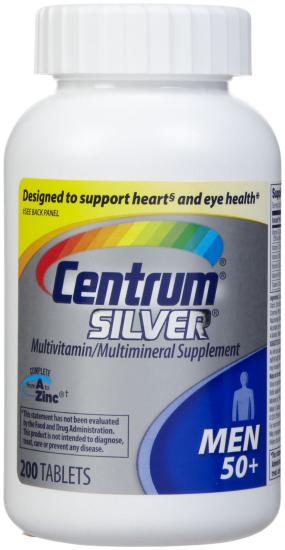 Designed to support heart§ and eye health*
§SEE BACK PANEL
Centrum®
SILVER®
Multivitamin/Multimineral Supplement
COMPLETE
from A to
Zinc®†
*This statement has not been evaluated
by the Food and Drug Administration.
This product is not intended to diagnose,
treat, cure or prevent any disease.
MEN
50+
200 TABLETS